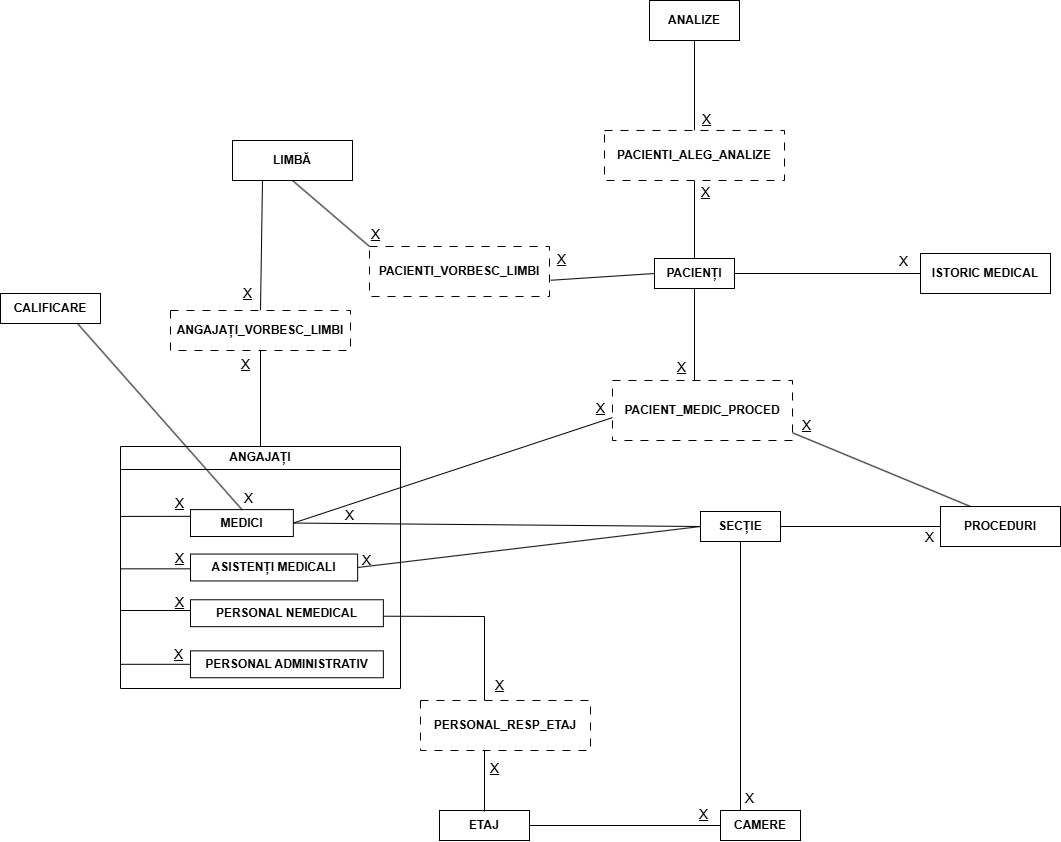 ANALIZE
X
PACIENTI_ALEG_ANALIZE
X
LIMBĂ
X
PACIENTI_VORBESC_LIMBI
X
PACIENȚI
X
ISTORIC MEDICAL
CALIFICARE
X
ANGAJAȚI_VORBESC_LIMBI
X
X
PACIENT_MEDIC_PROCED
X
X
ANGAJAȚI
X
X
MEDICI
X
SECȚIE
X
PROCEDURI
X
ASISTENȚI MEDICALI
X
X
PERSONAL NEMEDICAL
X
PERSONAL ADMINISTRATIV
X
PERSONAL_RESP_ETAJ
X
ETAJ
X
X
CAMERE